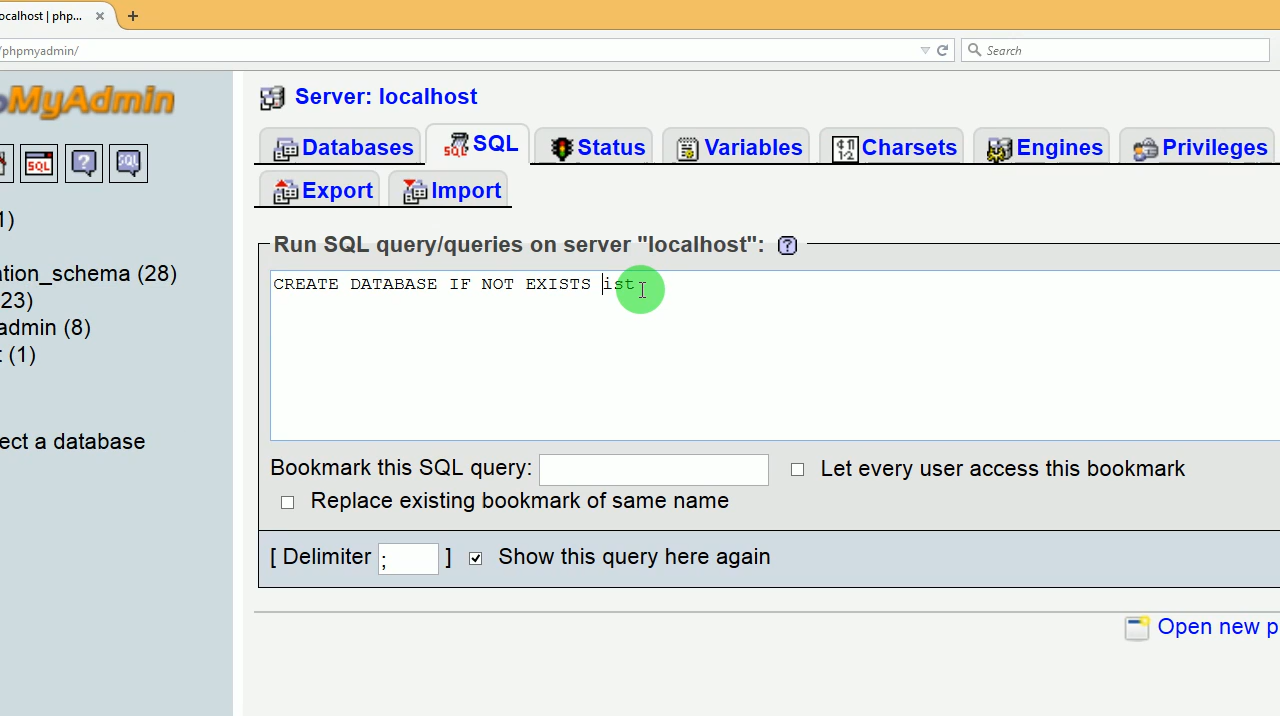 ocalhost | php...
/phpmyadmin/
Search
MyAdmin
Server: localhost
Databases SQL Status Variables Charsets Engines Privileges
SQL ? SQL
Export Import
1)
Run SQL query/queries on server "localhost": ?
tion_schema (28)
CREATE DATABASE IF NOT EXISTS ist
23)
admin (8)
: (1)
ect a database
Bookmark this SQL query: Let every user access this bookmark
Replace existing bookmark of same name
[ Delimiter ; ] Show this query here again
Open new p